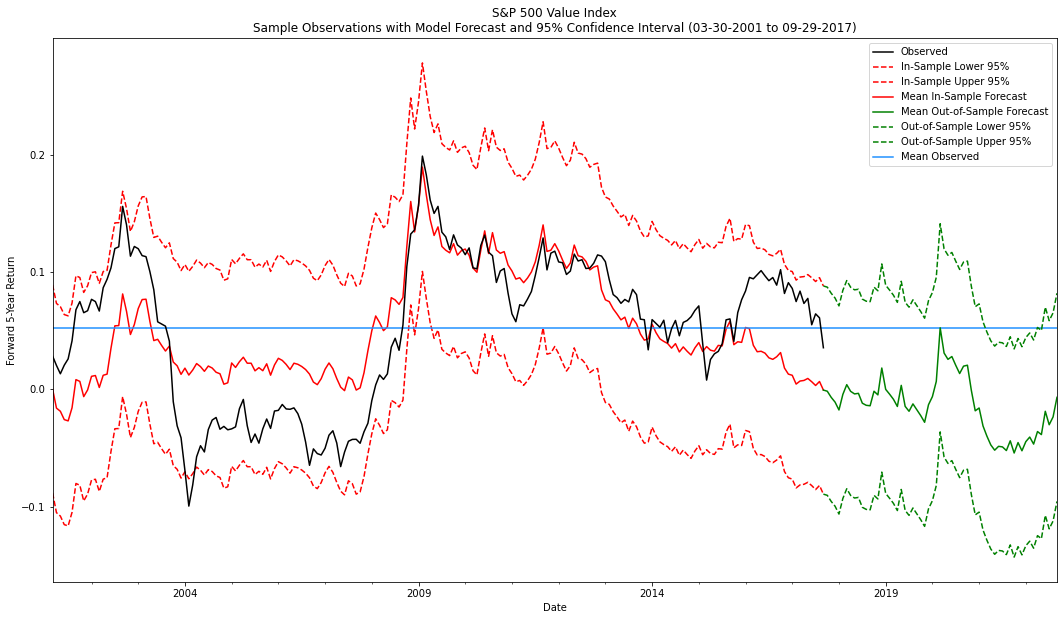 S&P 500 Value Index
Sample Observations with Model Forecast and 95% Confidence Interval (03-30-2001 to 09-29-2017)
Observed
In-Sample Lower 95%
In-Sample Upper 95%
Mean In-Sample Forecast
Mean Out-of-Sample Forecast
Out-of-Sample Lower 95%
Out-of-Sample Upper 95%
Mean Observed
Forward 5-Year Return
0.2
0.1
0.0
−0.1
2004
2009
2014
2019
Date